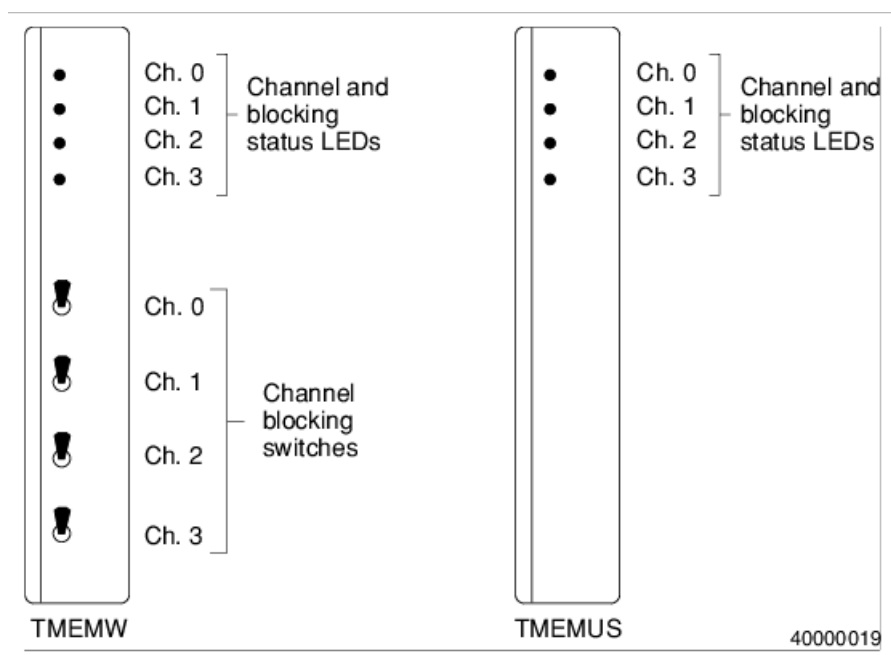 Ch. 0
Ch. 1
Ch. 2
Ch. 3
Channel and
blocking
status LEDs
Ch. 0
Ch. 1
Ch. 2
Ch. 3
Channel
blocking
switches
TMEMW
Ch. 0
Ch. 1
Ch. 2
Ch. 3
Channel and
blocking
status LEDs
TMEMUS
40000019